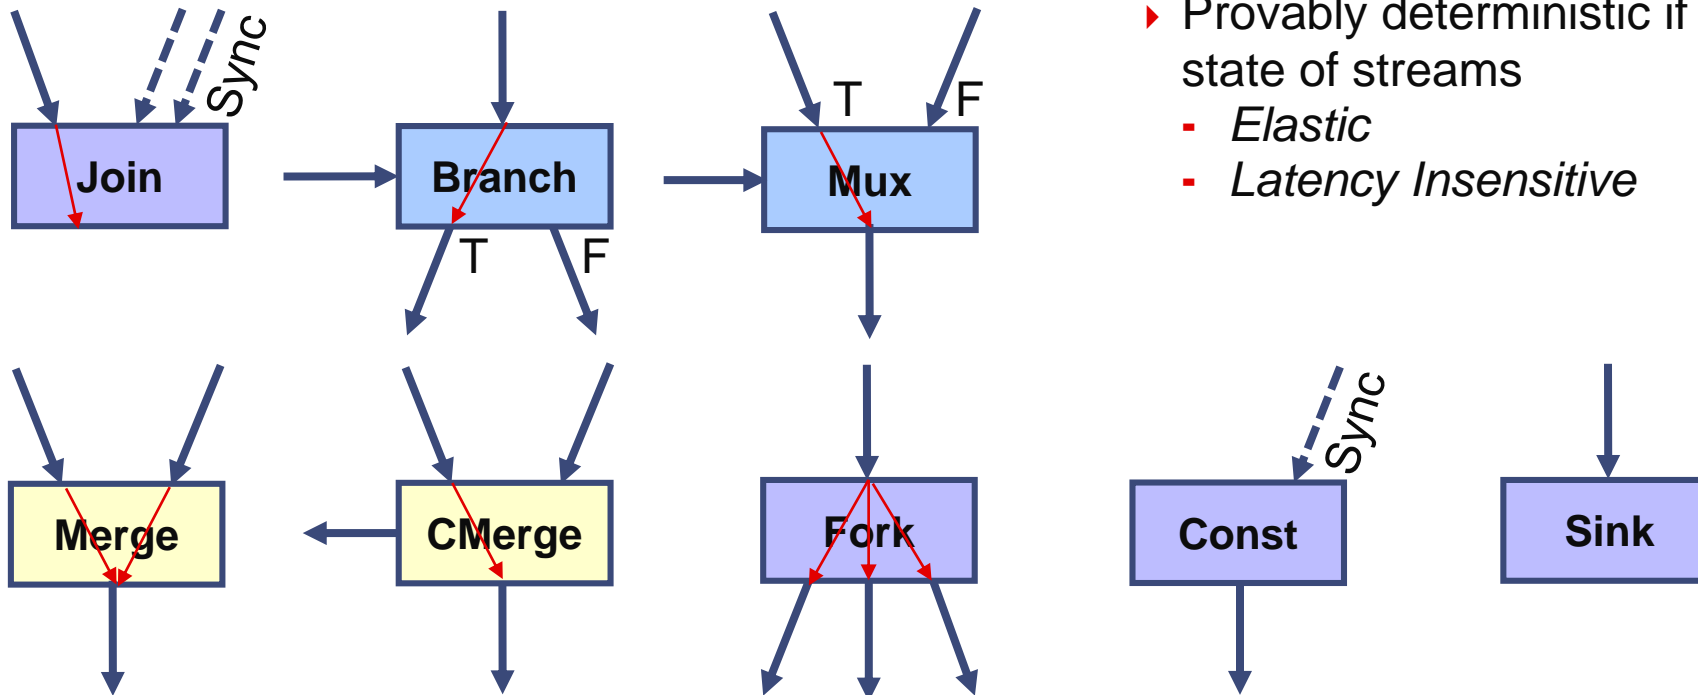 Provably deterministic if
state of streams
- Elastic
- Latency Insensitive
Sync
T
F
Join
Branch
Mux
T
F
Sync
Merge
CMerge
Fork
Const
Sink